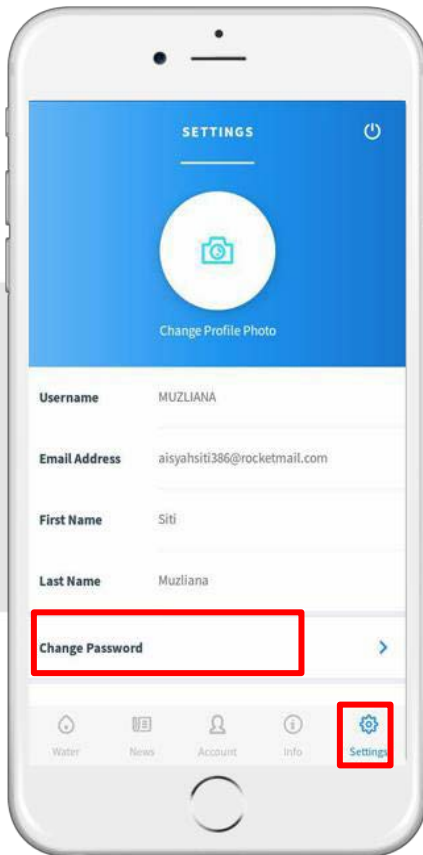 SETTINGS
Change Profile Photo
Username MUZLIANA
Email Address aisyahsiti386@rocketmail.com
First Name Siti
Last Name Muzliana
Change Password
Water News Account Info Settings